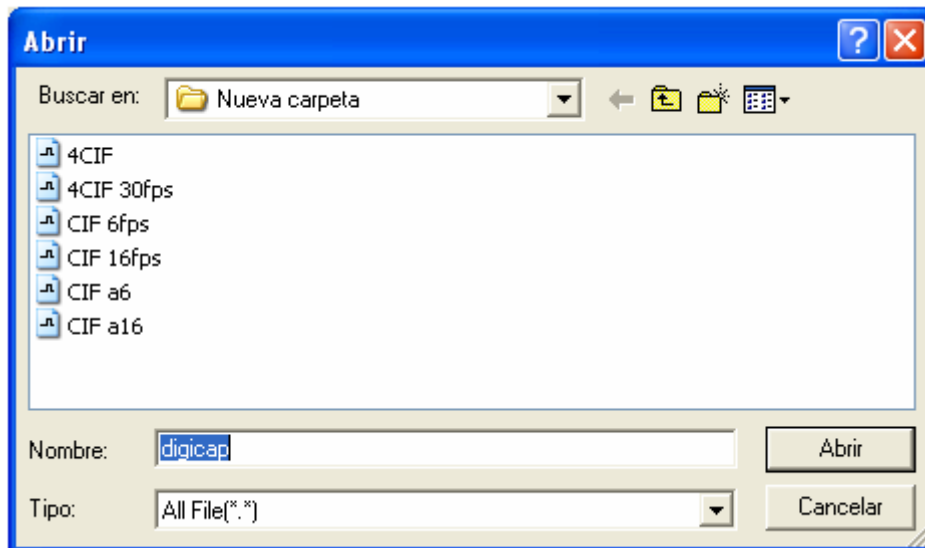 Abrir
Buscar en: Nueva carpeta
4CIF
4CIF 30fps
CIF 6fps
CIF 16fps
CIF a6
CIF a16
Nombre: digicap Abrir
Tipo: All File(*.*) Cancelar